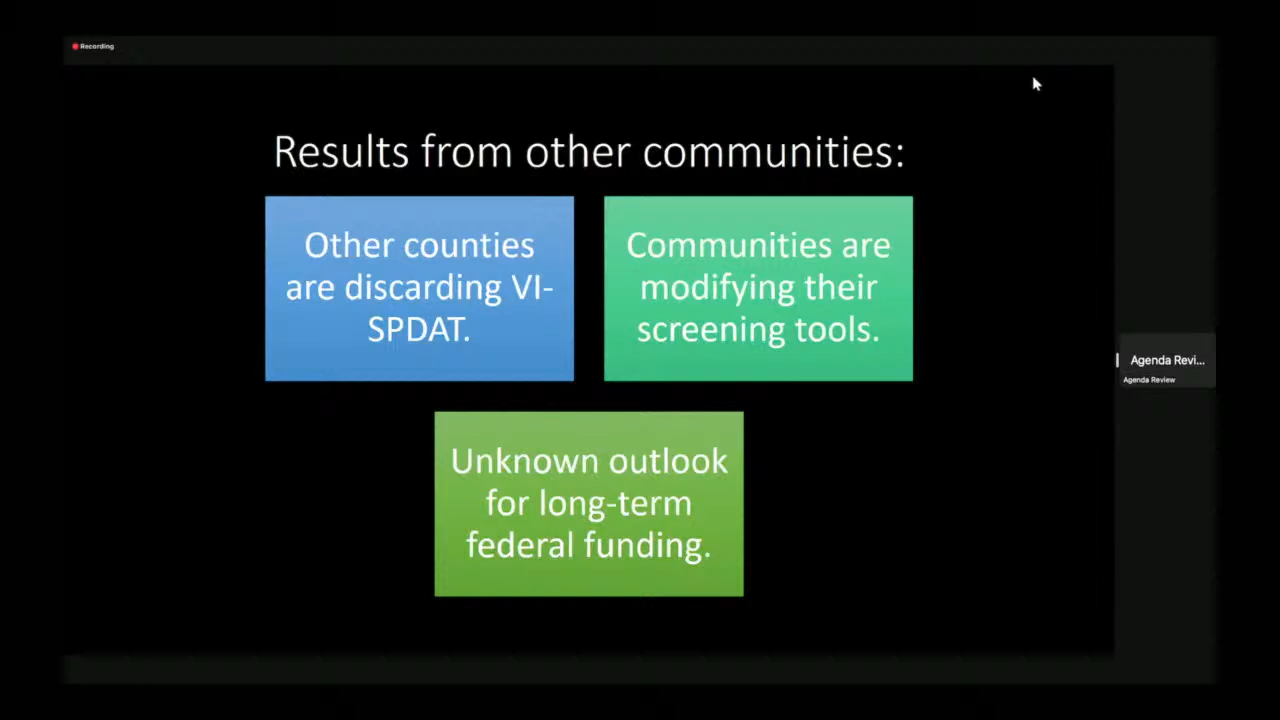 Recording
Results from other communities:
Other counties
are discarding VI-
SPDAT.
Communities are
modifying their
screening tools.
Unknown outlook
for long-term
federal funding.
Agenda Revi...
Agenda Review